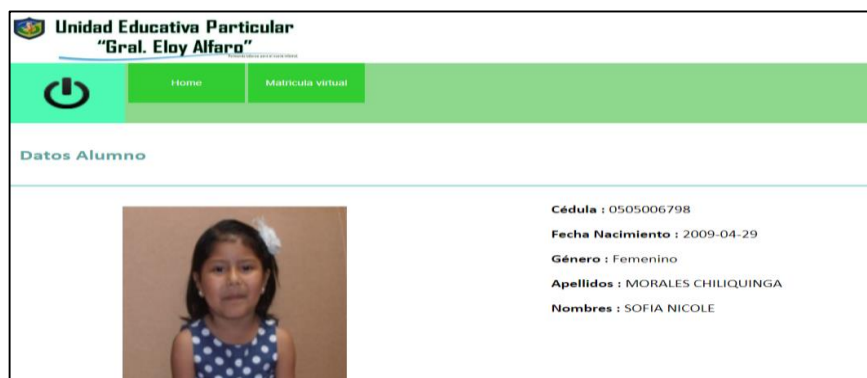 Unidad Educativa Particular
"Gral. Eloy Alfaro"
Home
Matricula virtual
Datos Alumno
Cédula : 0505006798
Fecha Nacimiento : 2009-04-29
Género : Femenino
Apellidos : MORALES CHILIQUINGA
Nombres : SOFIA NICOLE